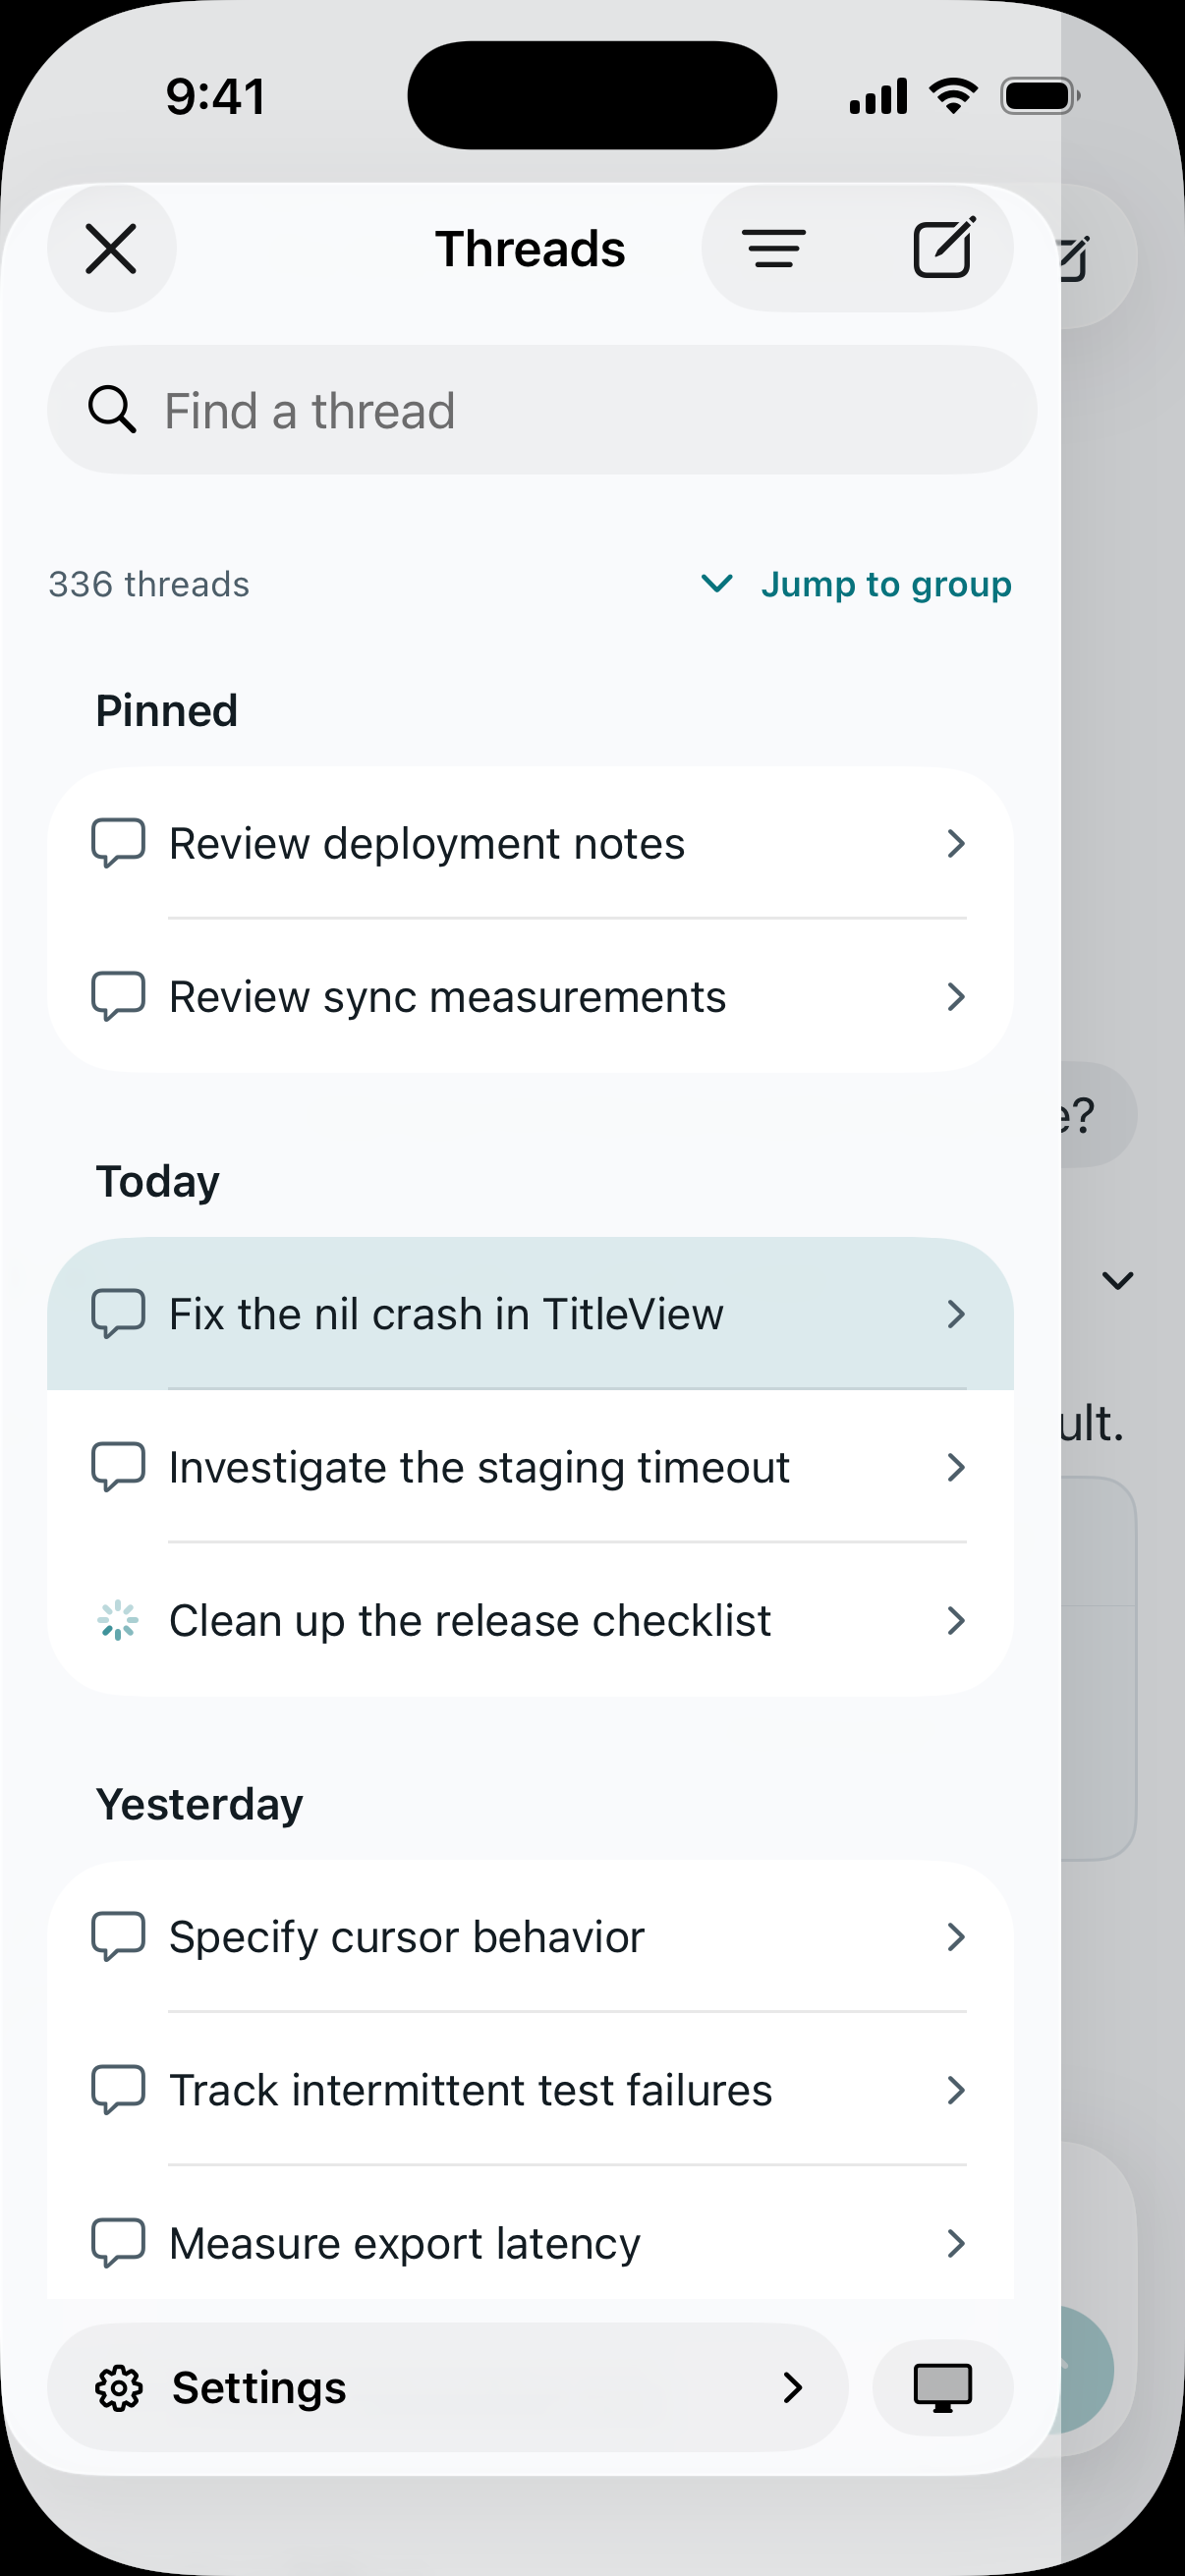 9:41
Threads
Find a thread
336 threads
Jump to group
Pinned
Review deployment notes
Review sync measurements
e?
Today
Fix the nil crash in TitleView
ult.
Investigate the staging timeout
Clean up the release checklist
Yesterday
Specify cursor behavior
Track intermittent test failures
Measure export latency
Settings